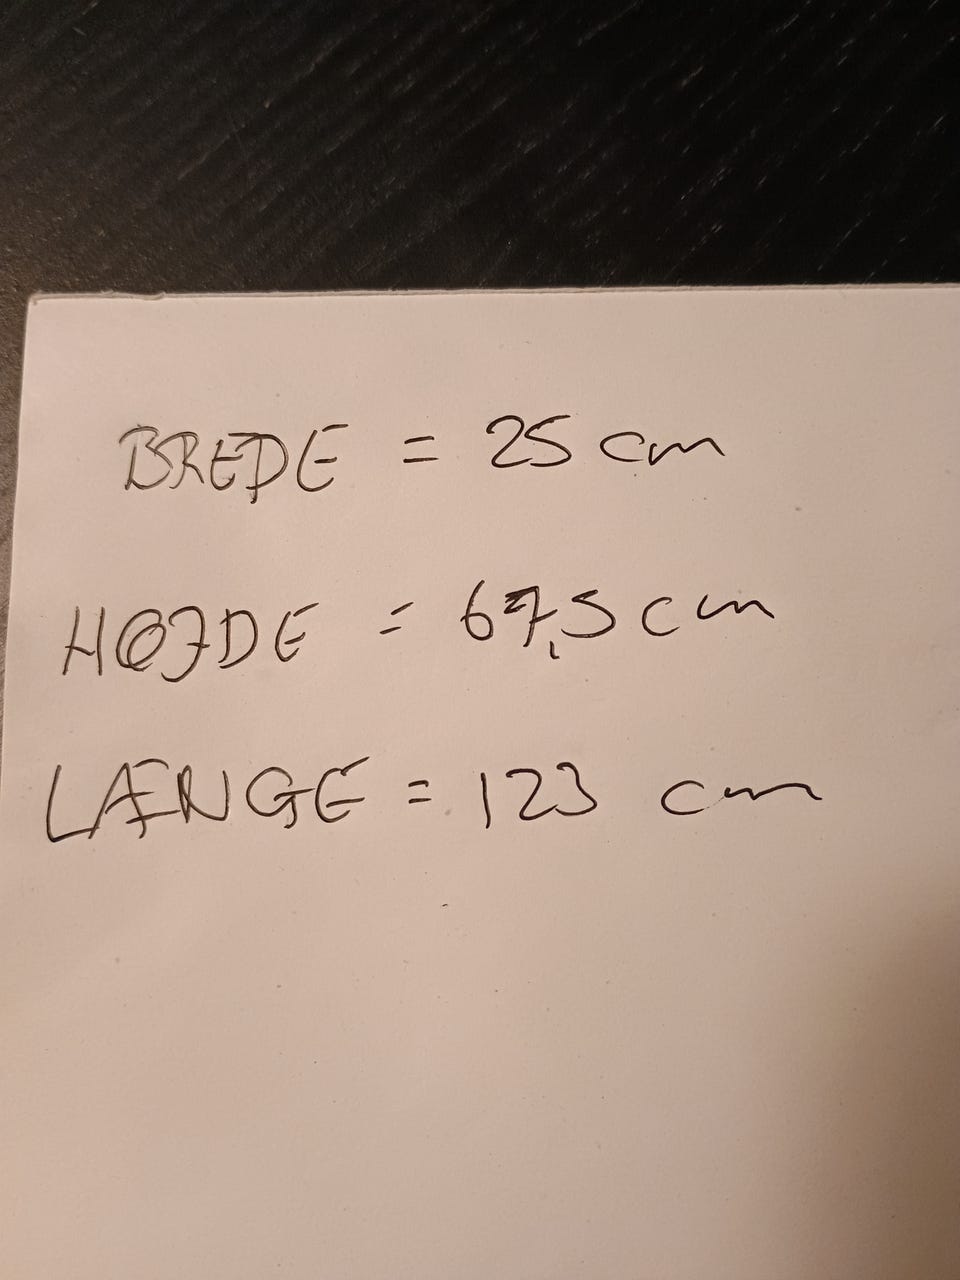 BREDE = 25 cm
HØJDE = 67,5 cm
LÆNGE = 123 cm